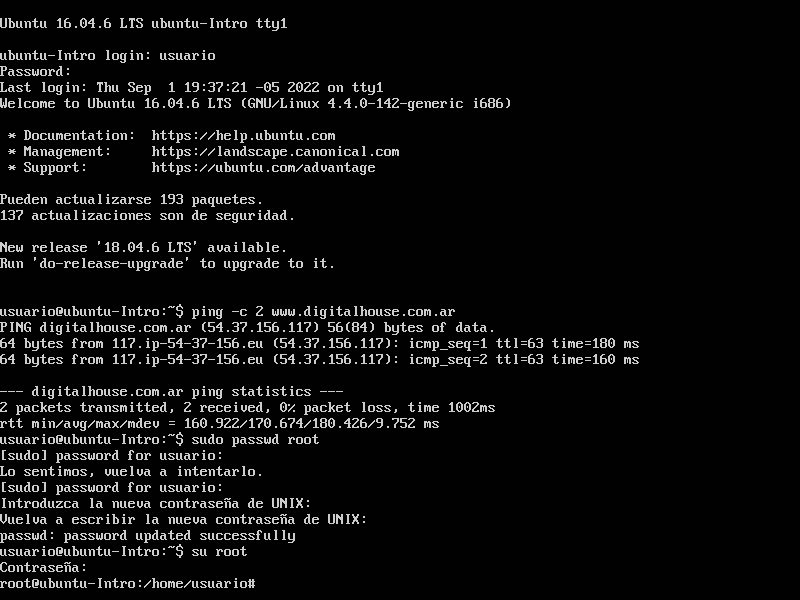 Ubuntu 16.04.6 LTS ubuntu-Intro tty1
ubuntu-Intro login: usuario
Password:
Last login: Thu Sep  1 19:37:21 -05 2022 on tty1
Welcome to Ubuntu 16.04.6 LTS (GNU/Linux 4.4.0-142-generic i686)
 * Documentation:  https://help.ubuntu.com
 * Management:     https://landscape.canonical.com
 * Support:        https://ubuntu.com/advantage
Pueden actualizarse 193 paquetes.
137 actualizaciones son de seguridad.
New release '18.04.6 LTS' available.
Run 'do-release-upgrade' to upgrade to it.
usuario@ubuntu-Intro:~$ ping -c 2 www.digitalhouse.com.ar
PING digitalhouse.com.ar (54.37.156.117) 56(84) bytes of data.
64 bytes from 117.ip-54-37-156.eu (54.37.156.117): icmp_seq=1 ttl=63 time=180 ms
64 bytes from 117.ip-54-37-156.eu (54.37.156.117): icmp_seq=2 ttl=63 time=160 ms
--- digitalhouse.com.ar ping statistics ---
2 packets transmitted, 2 received, 0% packet loss, time 1002ms
rtt min/avg/max/mdev = 160.922/170.674/180.426/9.752 ms
usuario@ubuntu-Intro:~$ sudo passwd root
[sudo] password for usuario:
Lo sentimos, vuelva a intentarlo.
[sudo] password for usuario:
Introduzca la nueva contraseña de UNIX:
Vuelva a escribir la nueva contraseña de UNIX:
passwd: password updated successfully
usuario@ubuntu-Intro:~$ su root
Contraseña:
root@ubuntu-Intro:/home/usuario#